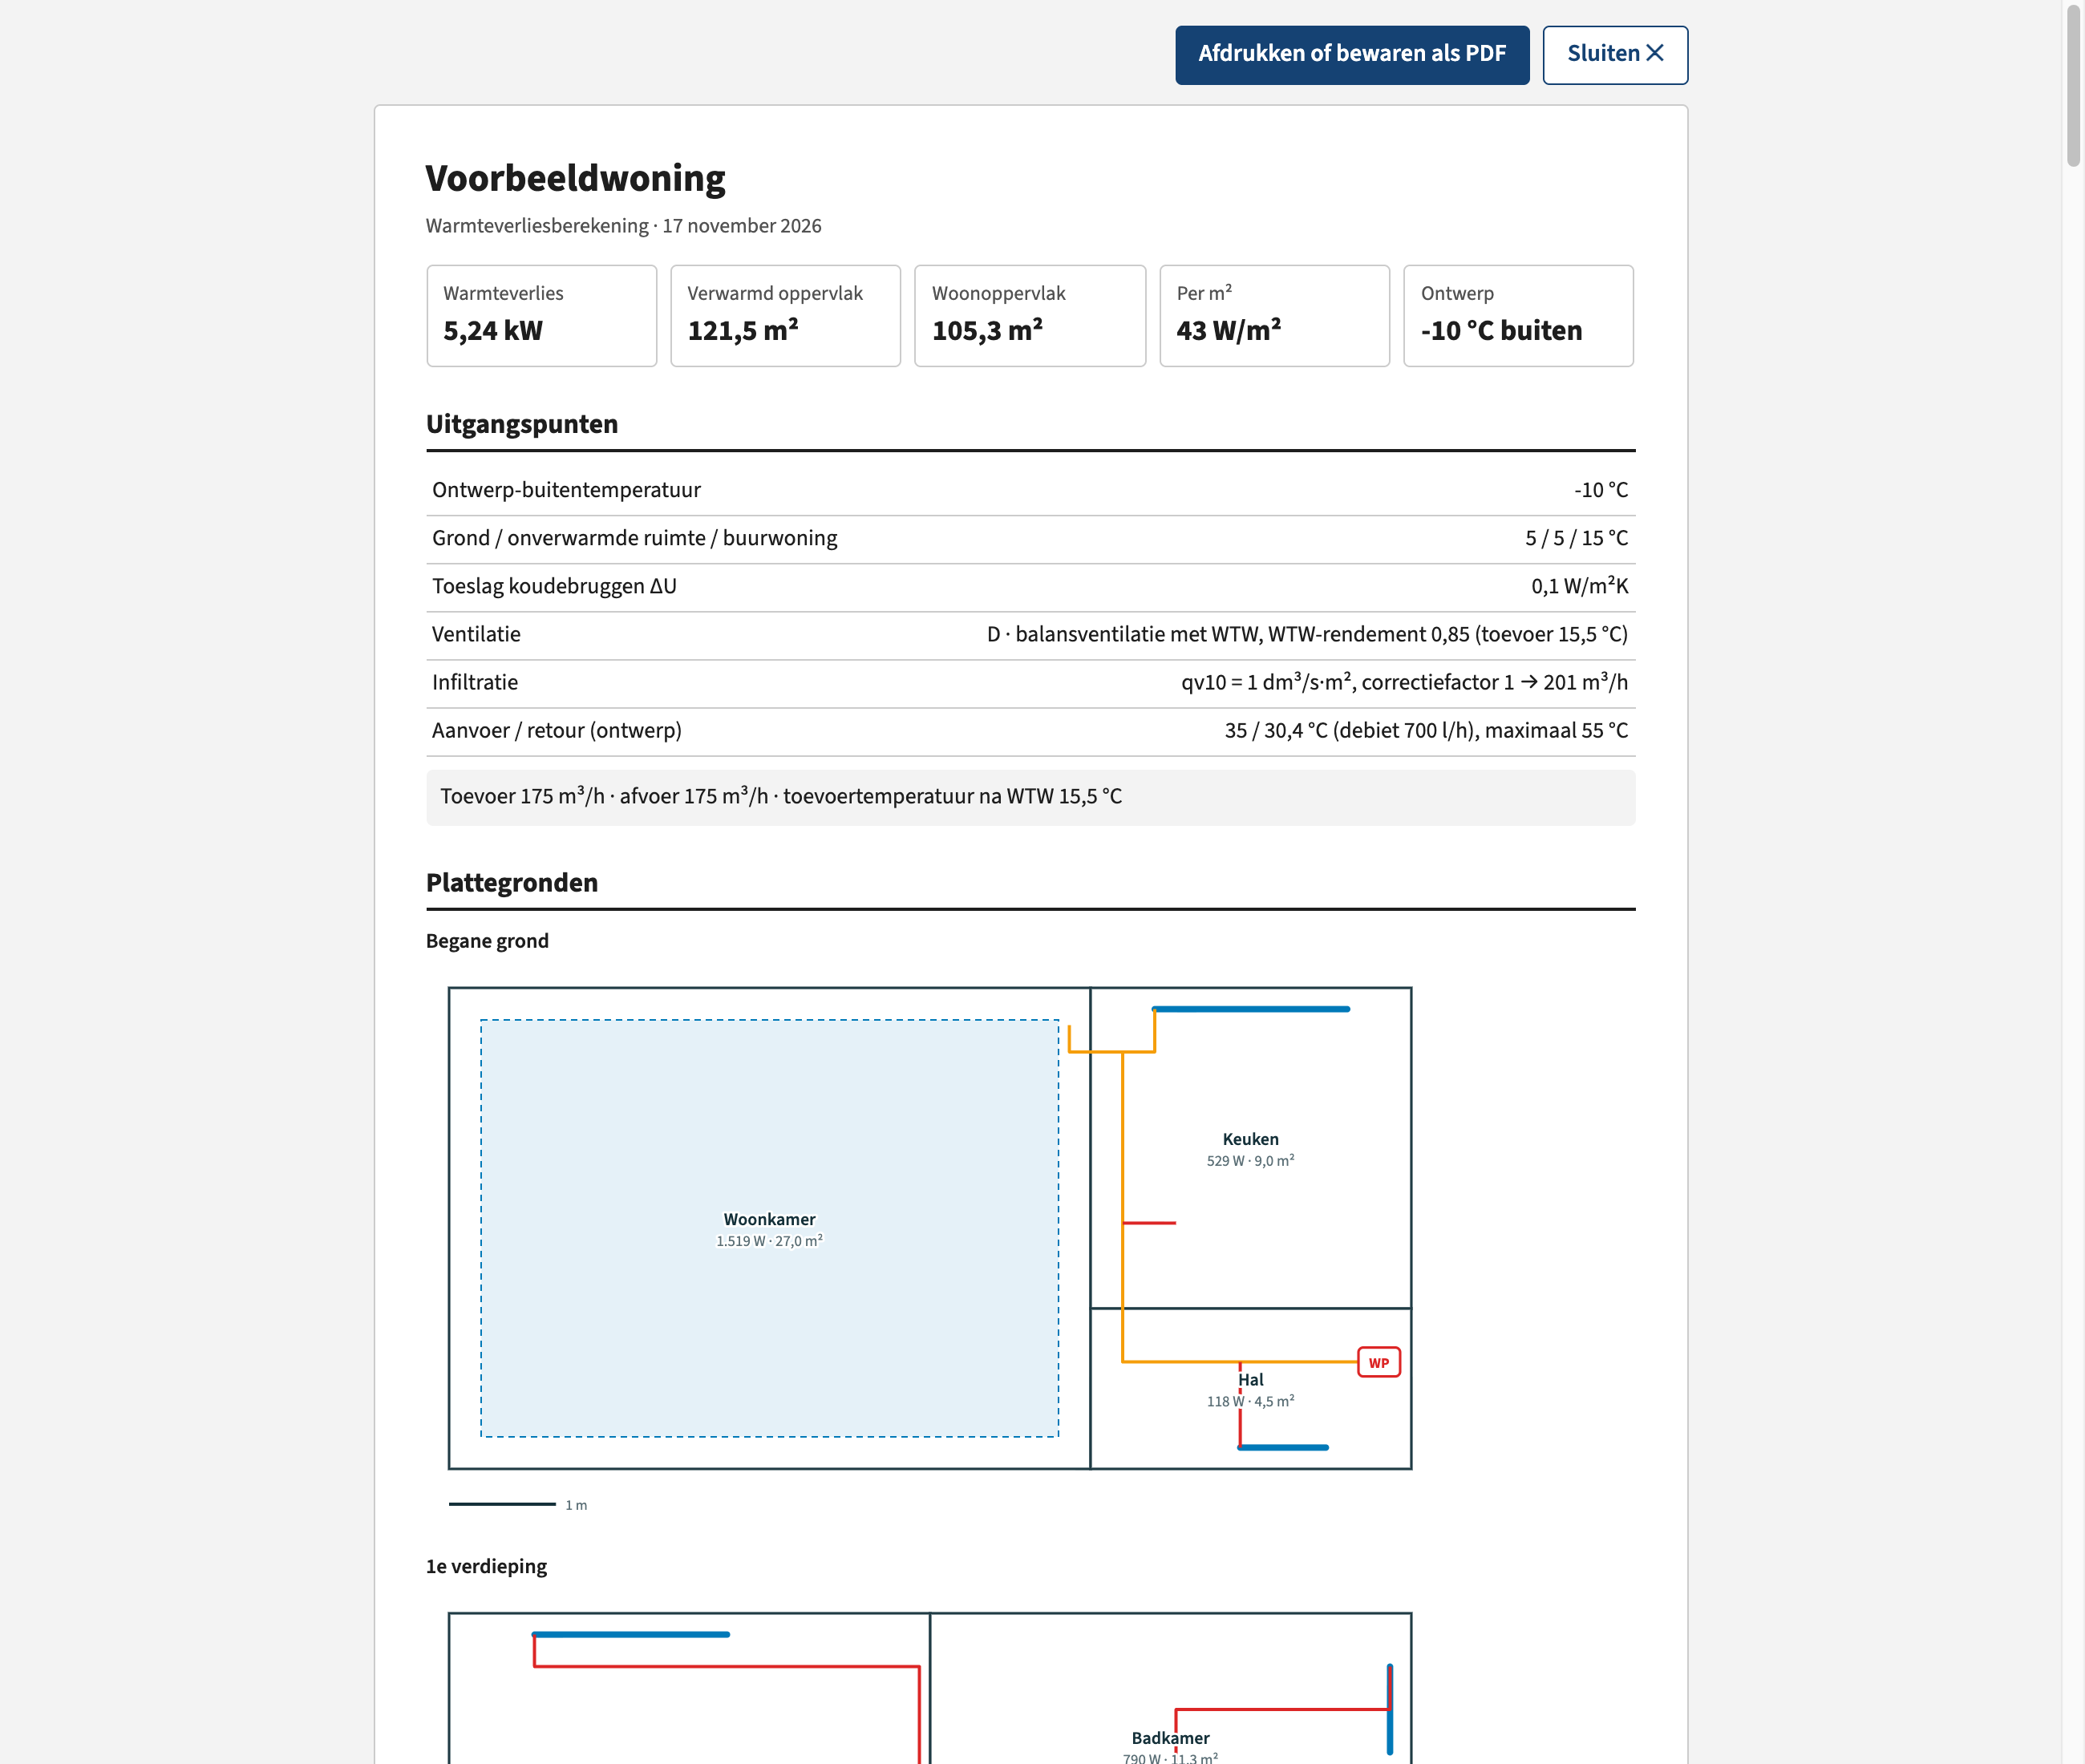 Afdrukken of bewaren als PDF
Sluiten ✕
Voorbeeldwoning
Warmteverliesberekening · 17 november 2026
Warmteverlies
5,24 kW
Verwarmd oppervlak
121,5 m²
Woonoppervlak
105,3 m²
Per m²
43 W/m²
Ontwerp
-10 °C buiten
Uitgangspunten
Ontwerp-buitentemperatuur -10 °C
Grond / onverwarmde ruimte / buurwoning 5 / 5 / 15 °C
Toeslag koudebruggen ΔU 0,1 W/m²K
Ventilatie D · balansventilatie met WTW, WTW-rendement 0,85 (toevoer 15,5 °C)
Infiltratie qv10 = 1 dm³/s·m², correctiefactor 1 → 201 m³/h
Aanvoer / retour (ontwerp) 35 / 30,4 °C (debiet 700 l/h), maximaal 55 °C
Toevoer 175 m³/h · afvoer 175 m³/h · toevoertemperatuur na WTW 15,5 °C
Plattegronden
Begane grond
Keuken
529 W · 9,0 m²
Woonkamer
1.519 W · 27,0 m²
WP
Hal
118 W · 4,5 m²
1 m
1e verdieping
Badkamer
790 W · 11,3 m²